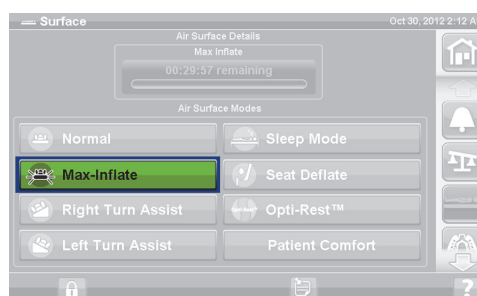 Surface Oct 30, 2012 2:12 A
Air Surface Details
Max Inflate
00:29:57 remaining
Air Surface Modes
Normal
Sleep Mode
Max-Inflate
Seat Deflate
Right Turn Assist
Opti-Rest™
Left Turn Assist
Patient Comfort
?